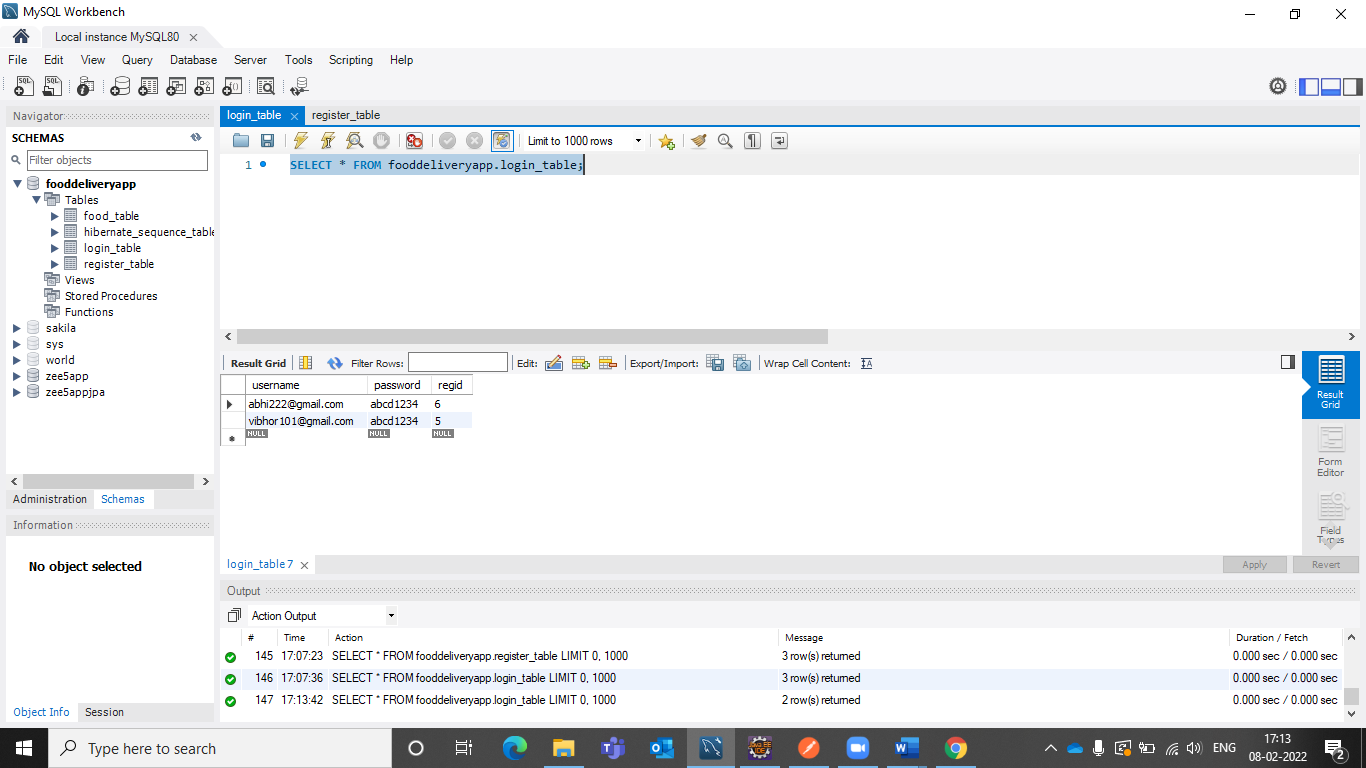 MySQL Workbench
Local instance MySQL80
File Edit View Query Database Server Tools Scripting Help
Navigator
SCHEMAS
Filter objects
fooddeliveryapp
Tables
food_table
hibernate_sequence_table
login_table
register_table
Views
Stored Procedures
Functions
sakila
sys
world
zee5app
zee5appjpa
Administration Schemas
Information
No object selected
Object Info Session
login_table register_table
Limit to 1000 rows
1 SELECT * FROM fooddeliveryapp.login_table;
Result Grid Filter Rows: Edit: Export/Import: Wrap Cell Content:
username password regid
abhi222@gmail.com abcd1234 6
vibhor101@gmail.com abcd1234 5
NULL NULL NULL
Result
Grid
Form
Editor
Field
Types
login_table 7
Apply Revert
Output
Action Output
# Time Action Message Duration / Fetch
145 17:07:23 SELECT * FROM fooddeliveryapp.register_table LIMIT 0, 1000 3 row(s) returned 0.000 sec / 0.000 sec
146 17:07:36 SELECT * FROM fooddeliveryapp.login_table LIMIT 0, 1000 3 row(s) returned 0.000 sec / 0.000 sec
147 17:13:42 SELECT * FROM fooddeliveryapp.login_table LIMIT 0, 1000 2 row(s) returned 0.000 sec / 0.000 sec
Type here to search
ENG
17:13
08-02-2022
2